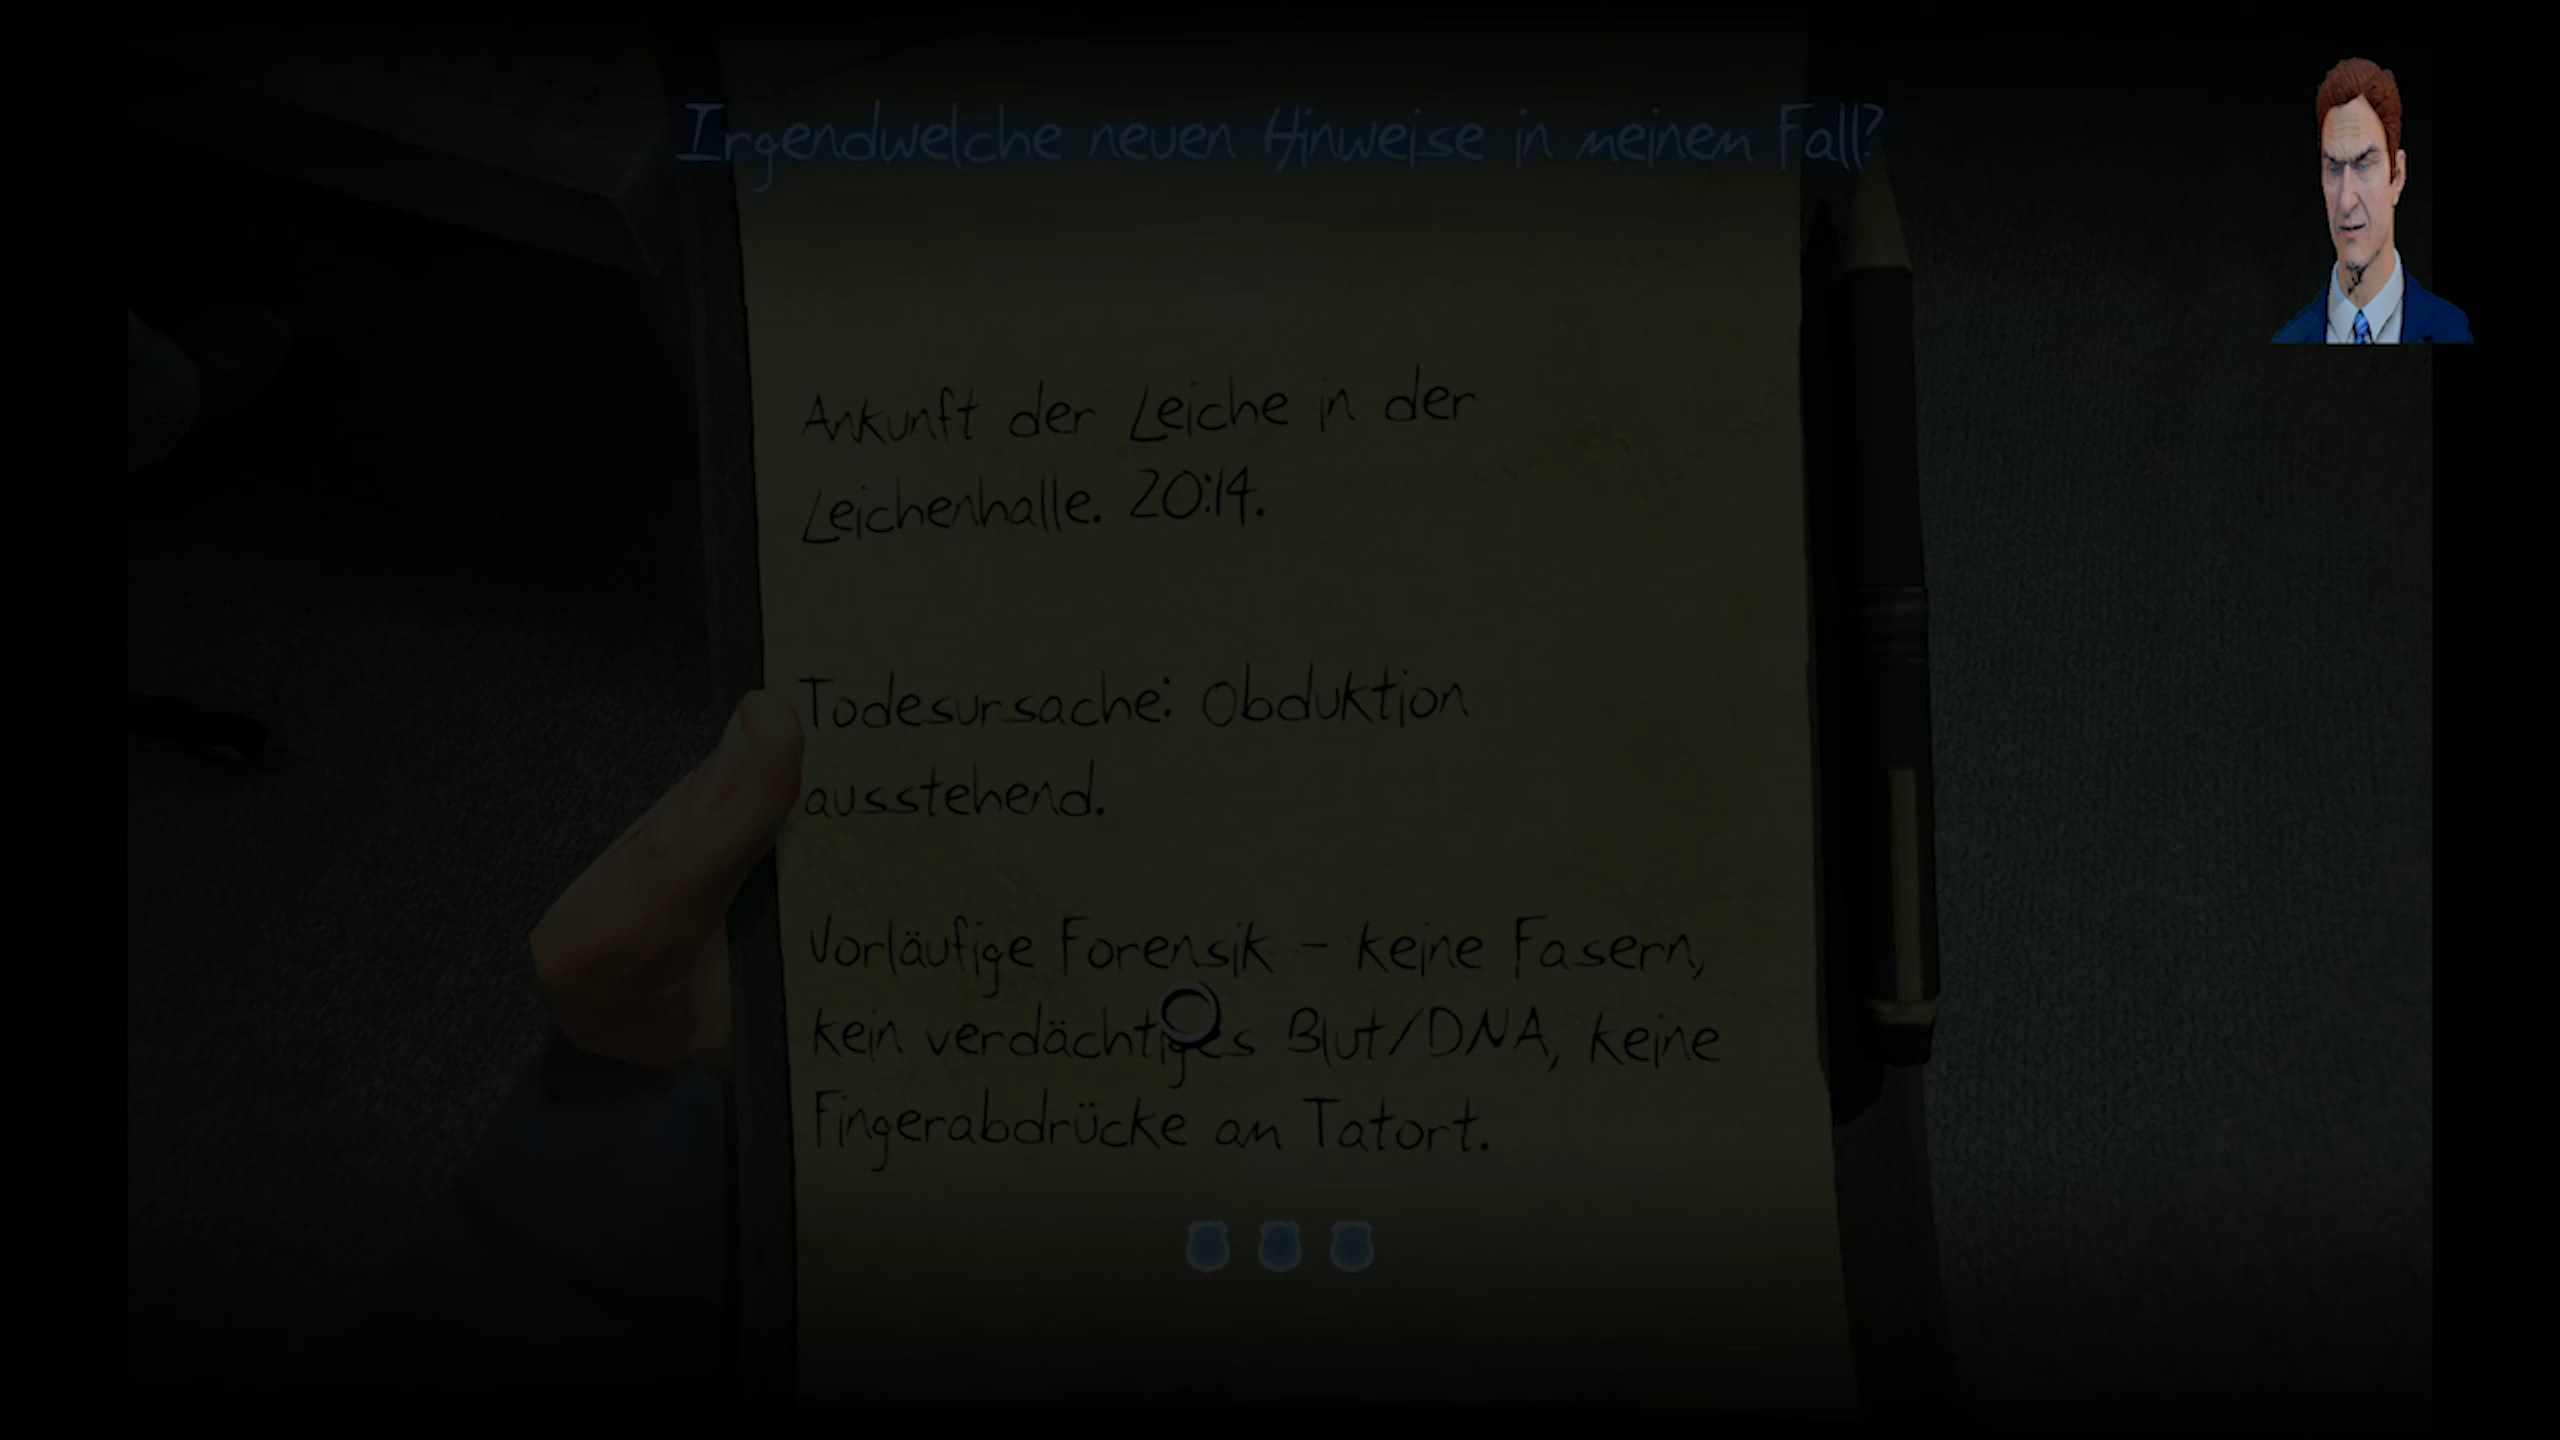 Irgendwelche neuen Hinweise in meinem Fall?
Ankunft der Leiche in der
Leichenhalle. 20:14.
Todesursache: Obduktion
ausstehend.
Vorläufige Forensik - keine Fasern,
kein verdächtiges Blut/DNA, keine
Fingerabdrücke am Tatort.